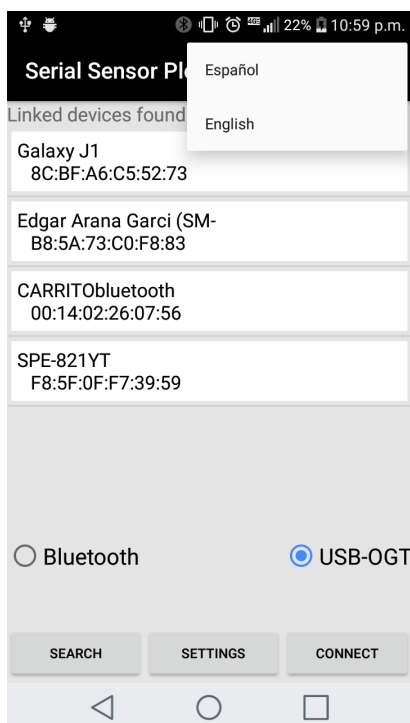 22% 10:59 p.m.
Serial Sensor Pl
Español
English
Linked devices found
Galaxy J1
8C:BF:A6:C5:52:73
Edgar Arana Garci (SM-
B8:5A:73:C0:F8:83
CARRITObluetooth
00:14:02:26:07:56
SPE-821YT
F8:5F:0F:F7:39:59
Bluetooth
USB-OGT
SEARCH
SETTINGS
CONNECT